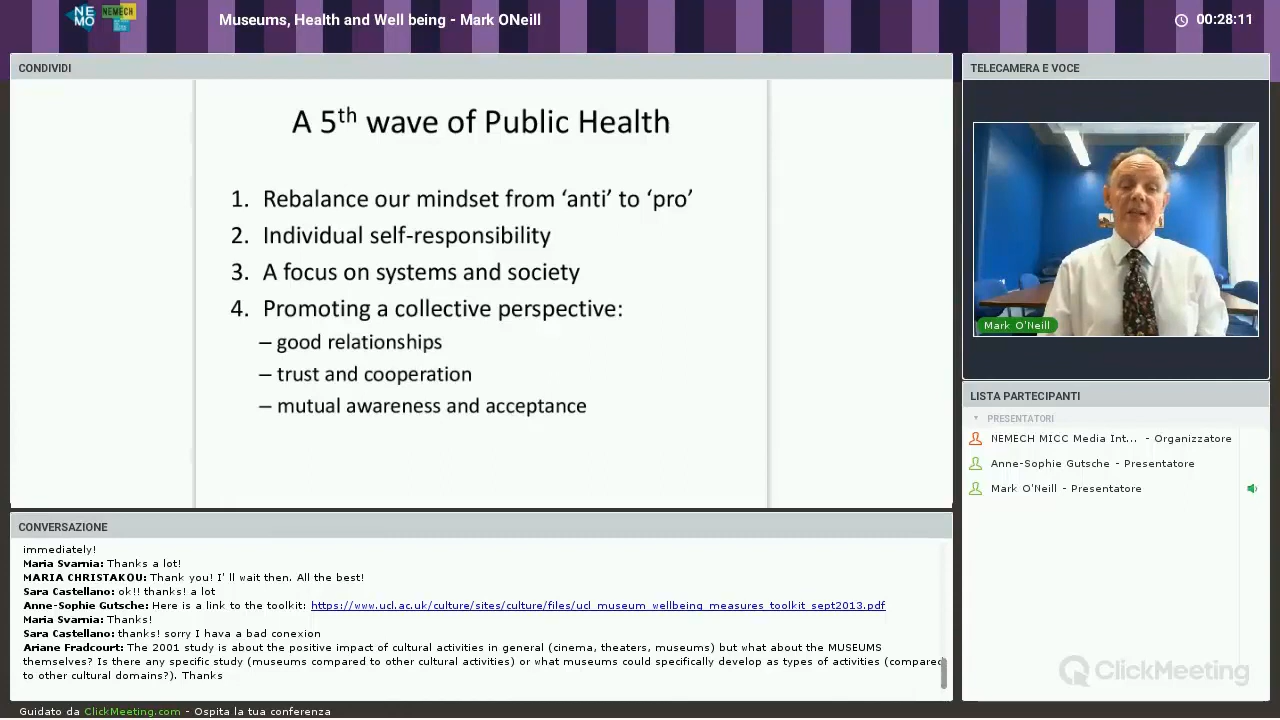 NE
MO
NEMECH
Museums, Health and Well being - Mark ONeill
00:28:11
CONDIVIDI
A 5th wave of Public Health
1. Rebalance our mindset from ‘anti’ to ‘pro’
2. Individual self-responsibility
3. A focus on systems and society
4. Promoting a collective perspective:
– good relationships
– trust and cooperation
– mutual awareness and acceptance
TELECAMERA E VOCE
Mark O'Neill
LISTA PARTECIPANTI
PRESENTATORI
NEMECH MICC Media Int... - Organizzatore
Anne-Sophie Gutsche - Presentatore
Mark O'Neill - Presentatore
CONVERSAZIONE
immediately!
Maria Svarnia: Thanks a lot!
MARIA CHRISTAKOU: Thank you! I' ll wait then. All the best!
Sara Castellano: ok!! thanks! a lot
Anne-Sophie Gutsche: Here is a link to the toolkit: https://www.ucl.ac.uk/culture/sites/culture/files/ucl_museum_wellbeing_measures_toolkit_sept2013.pdf
Maria Svarnia: Thanks!
Sara Castellano: thanks! sorry I hava a bad conexion
Ariane Fradcourt: The 2001 study is about the positive impact of cultural activities in general (cinema, theaters, museums) but what about the MUSEUMS
themselves? Is there any specific study (museums compared to other cultural activities) or what museums could specifically develop as types of activities (compared
to other cultural domains?). Thanks
ClickMeeting
Guidato da ClickMeeting.com - Ospita la tua conferenza